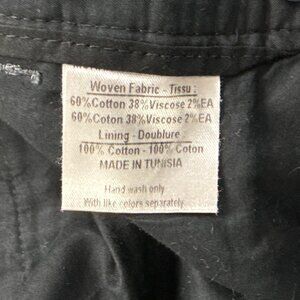 Woven Fabric - Tissu :
60%Cotton 38%Viscose 2%EA
60%Coton 38%Viscose 2%EA
Lining - Doublure
100% Cotton - 100% Coton
MADE IN TUNISIA
Hand wash only
With like colors separately